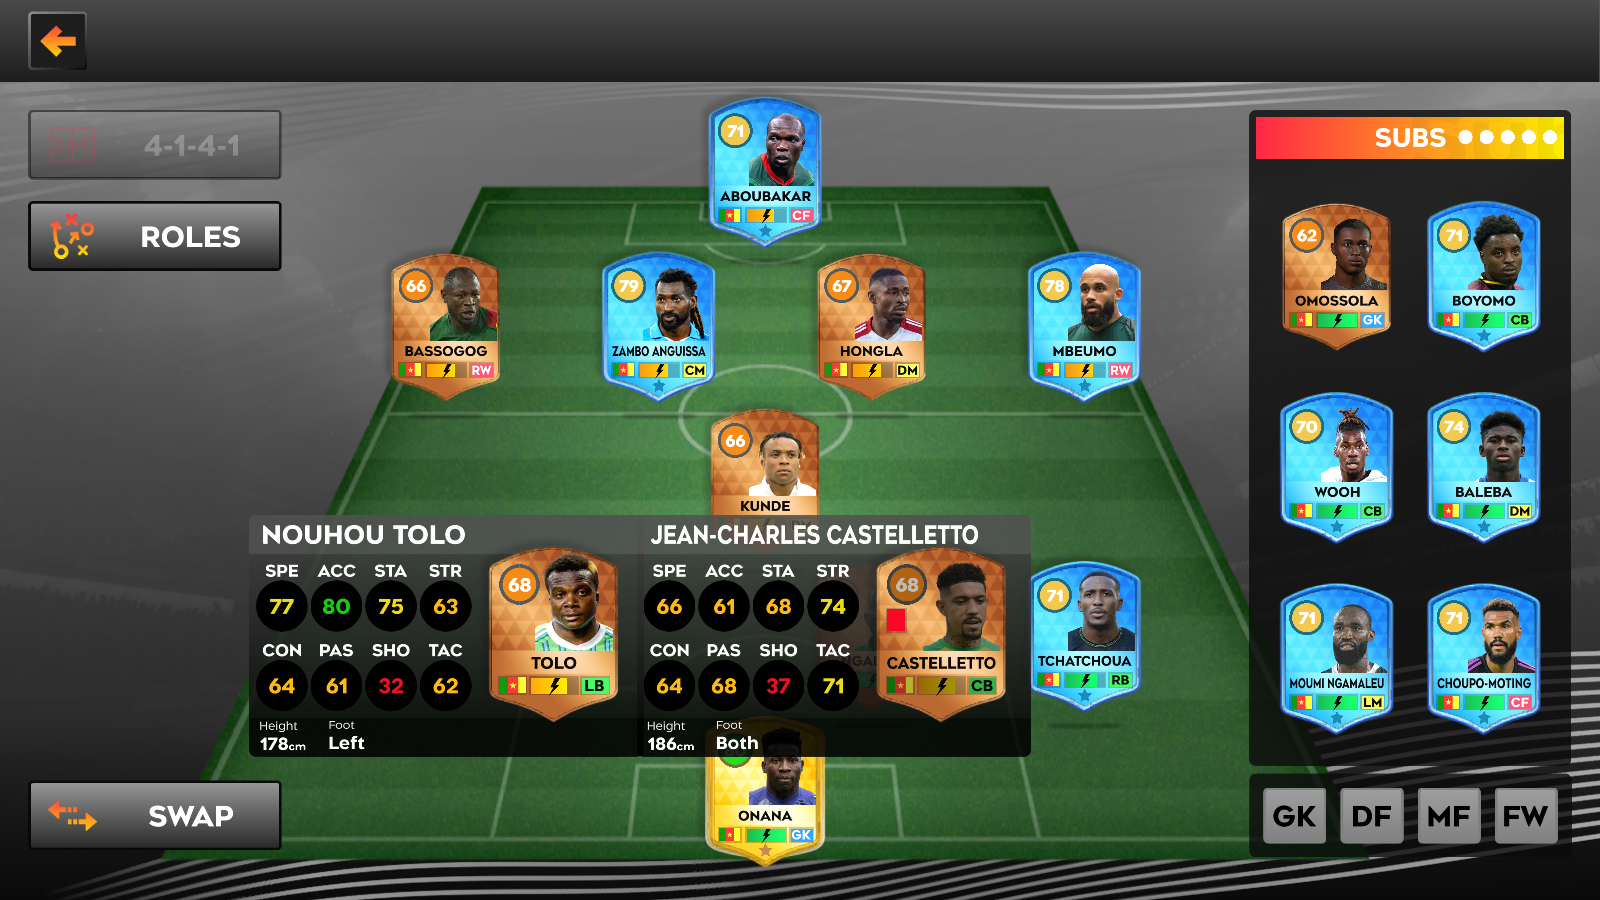 4-1-4-1
ROLES
71
ABOUBAKAR
CF
66
BASSOGOG
RW
79
ZAMBO ANGUISSA
CM
67
HONGLA
DM
78
MBEUMO
RW
66
KUNDE
NOUHOU TOLO
SPE ACC STA STR
77 80 75 63
CON PAS SHO TAC
64 61 32 62
Height Foot
178cm Left
68
TOLO
LB
JEAN-CHARLES CASTELLETTO
SPE ACC STA STR
66 61 68 74
CON PAS SHO TAC
64 68 37 71
Height Foot
186cm Both
68
CASTELLETTO
CB
71
TCHATCHOUA
RB
ONANA
GK
SWAP
SUBS
62
OMOSSOLA
GK
71
BOYOMO
CB
70
WOOH
CB
74
BALEBA
DM
71
MOUMI NGAMALEU
LM
71
CHOUPO-MOTING
CF
GK DF MF FW